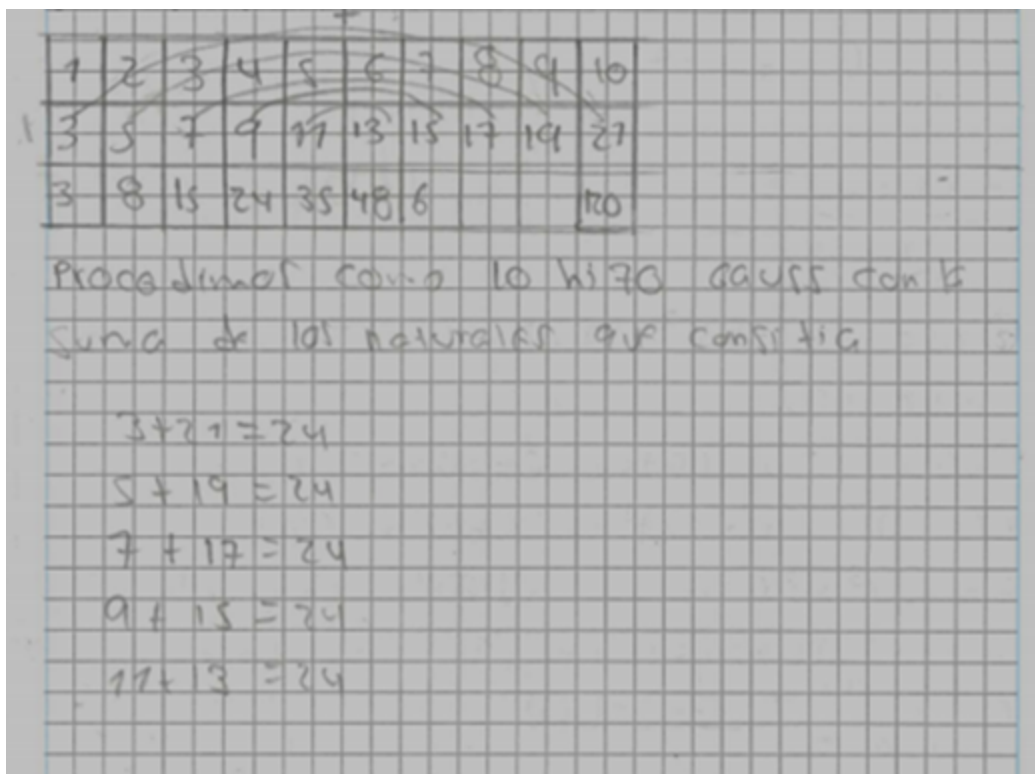 1 2 3 4 5 6 7 8 9 10
3 5 7 9 11 13 15 17 19 21
3 8 15 24 35 48 6 120
Procedimos como lo hizo Gauss con la
suma de los naturales que consistia
3+21=24
5+19=24
7+17=24
9+15=24
11+13=24